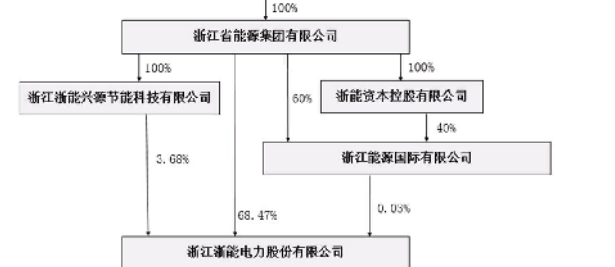 100%
浙江省能源集团有限公司
100%
100%
浙江浙能兴源节能科技有限公司
60%
浙能资本控股有限公司
40%
3.68%
浙江能源国际有限公司
68.47%
0.03%
浙江浙能电力股份有限公司